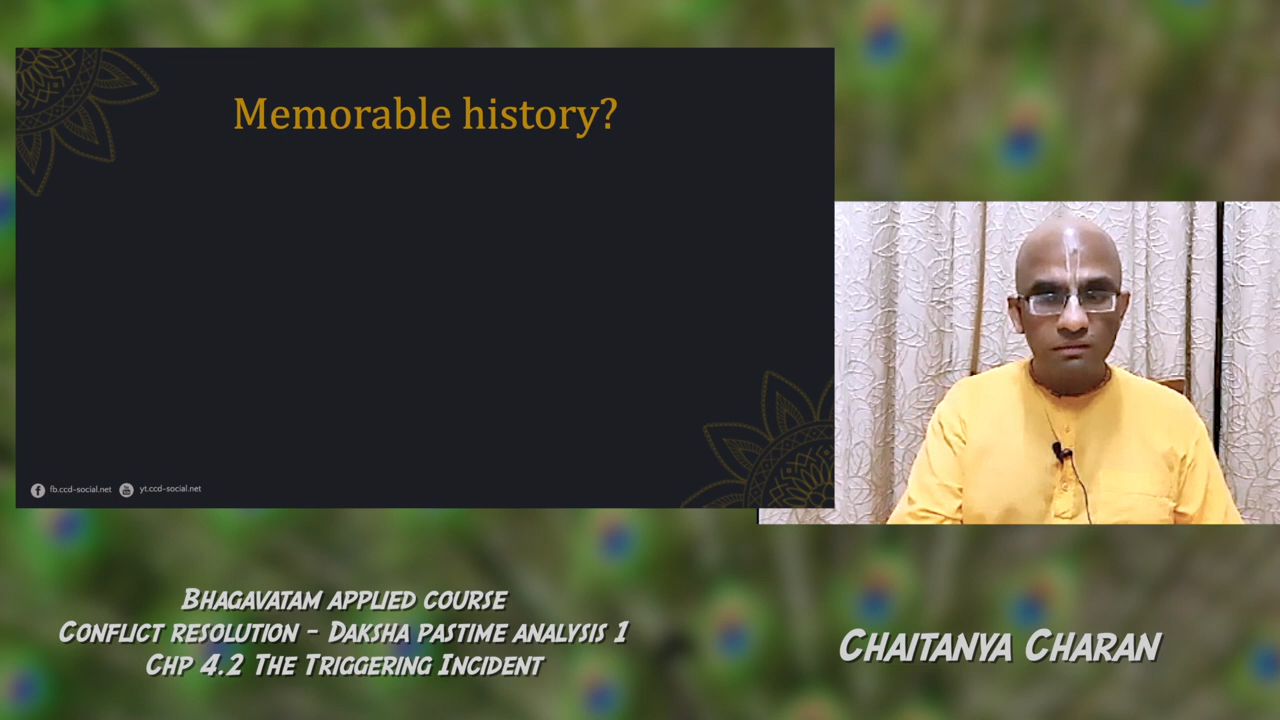 Memorable history?
fb.ccd-social.net yt.ccd-social.net
Bhagavatam applied course
Conflict resolution - Daksha pastime analysis 1
Chp 4.2 The Triggering Incident
Chaitanya Charan